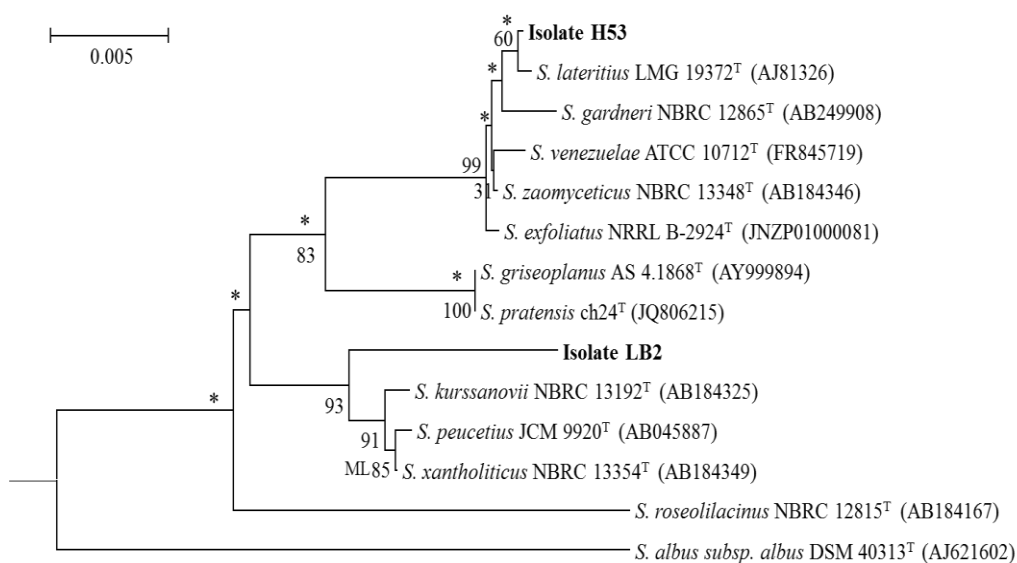 *
60 Isolate H53
0.005
* S. lateritius LMG 19372ᵀ (AJ81326)
* S. gardneri NBRC 12865ᵀ (AB249908)
S. venezuelae ATCC 10712ᵀ (FR845719)
99
31 S. zaomyceticus NBRC 13348ᵀ (AB184346)
* S. exfoliatus NRRL B-2924ᵀ (JNZP01000081)
83
* S. griseoplanus AS 4.1868ᵀ (AY999894)
*
100 S. pratensis ch24ᵀ (JQ806215)
Isolate LB2
* S. kurssanovii NBRC 13192ᵀ (AB184325)
93
S. peucetius JCM 9920ᵀ (AB045887)
91
ML85 S. xantholiticus NBRC 13354ᵀ (AB184349)
S. roseolilacinus NBRC 12815ᵀ (AB184167)
S. albus subsp. albus DSM 40313ᵀ (AJ621602)